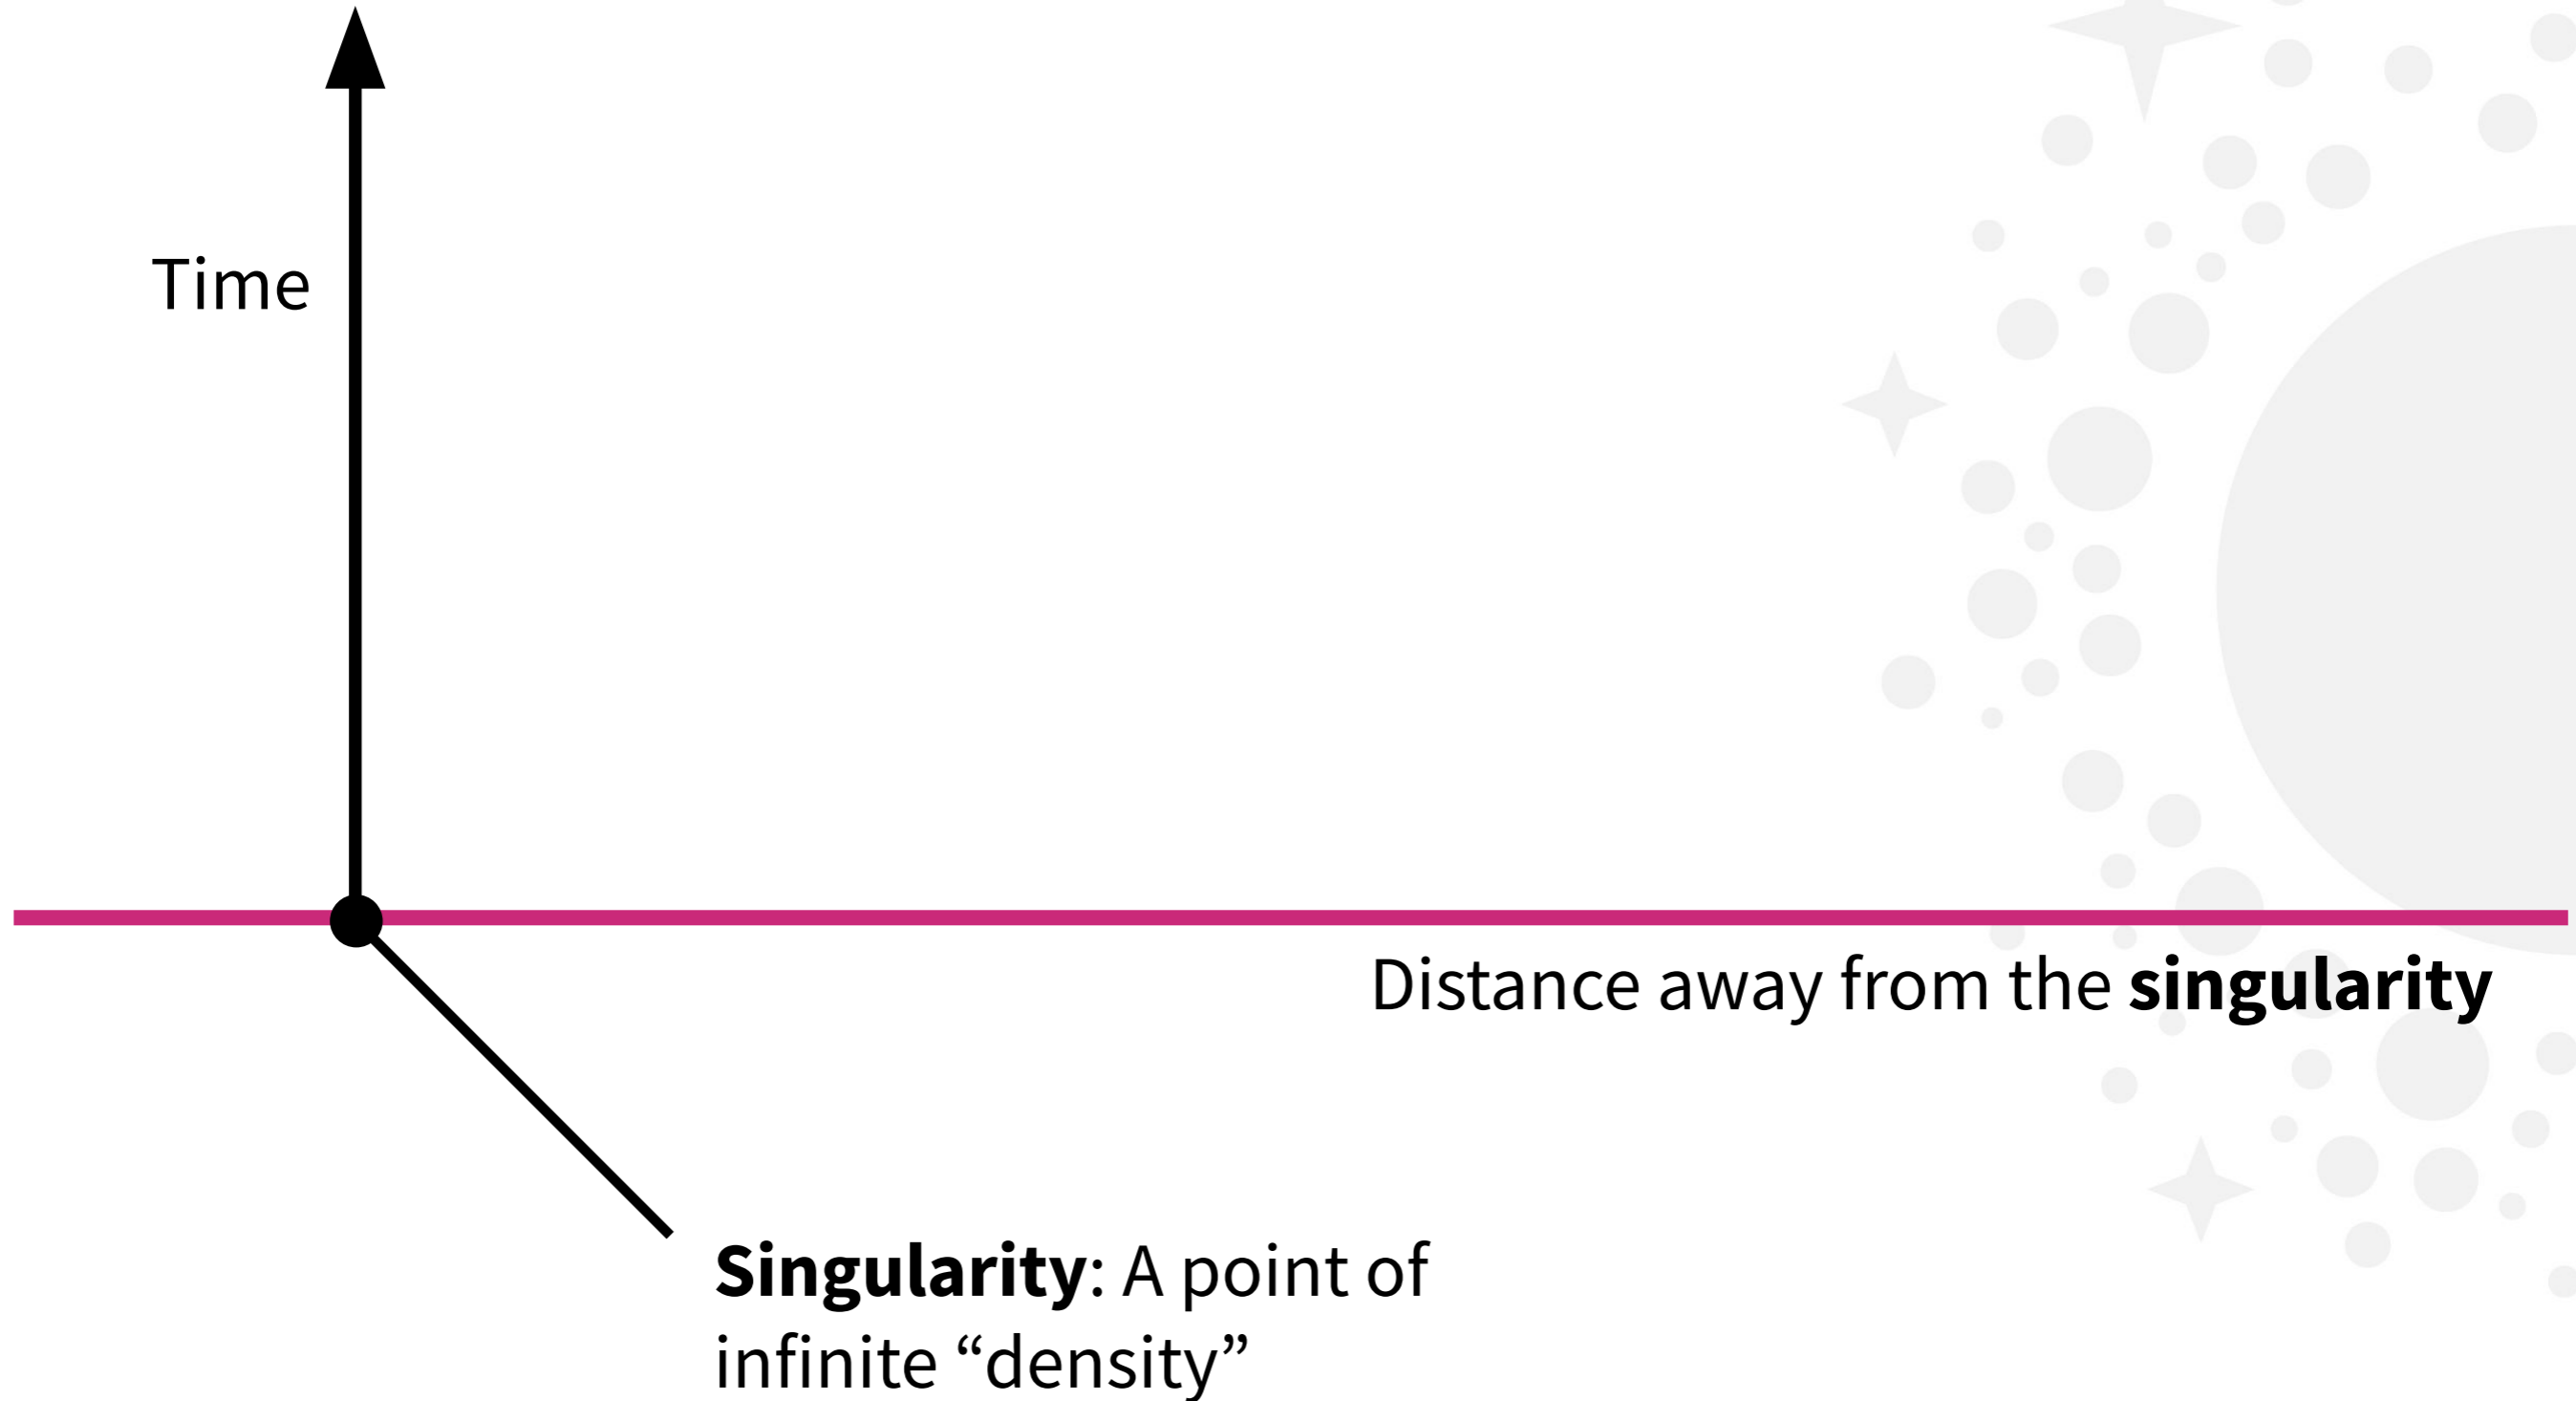 Time
Distance away from the singularity
Singularity: A point of
infinite “density”